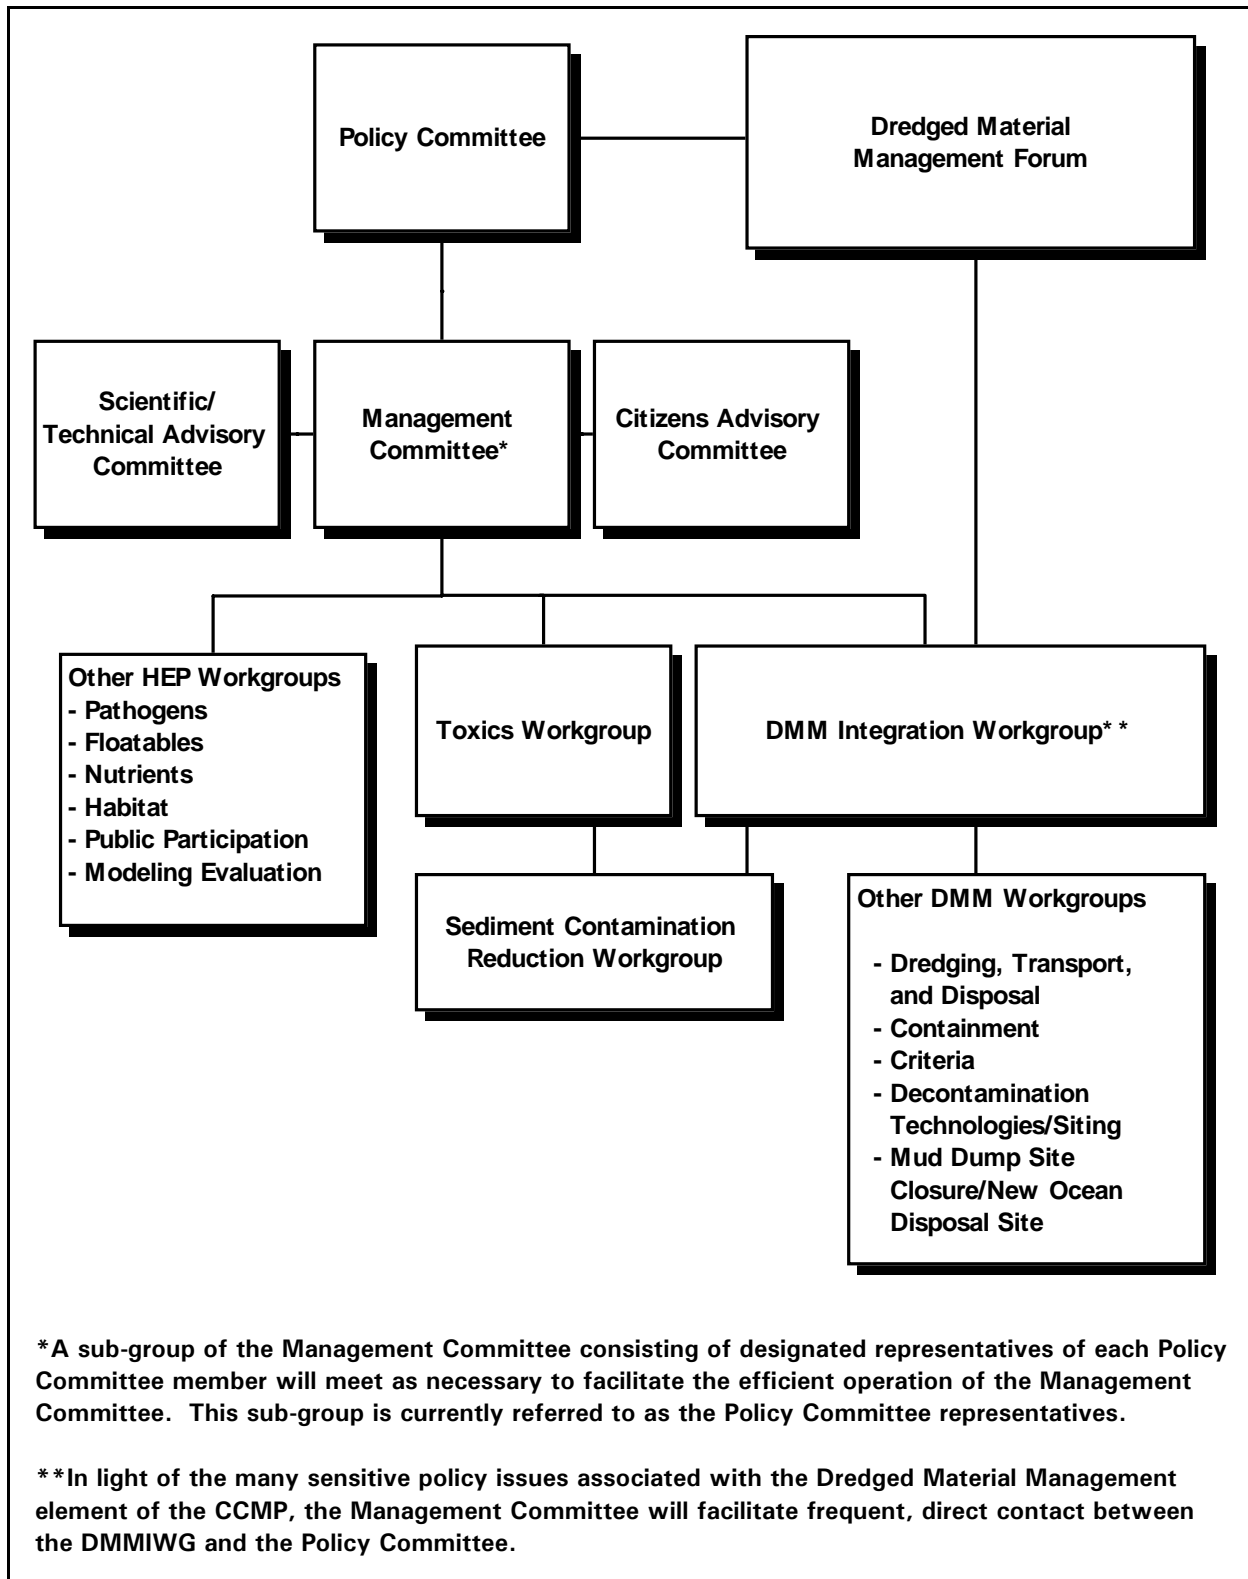 Policy Committee
Dredged Material
Management Forum
Scientific/
Technical Advisory
Committee
Management
Committee*
Citizens Advisory
Committee
Other HEP Workgroups
- Pathogens
- Floatables
- Nutrients
- Habitat
- Public Participation
- Modeling Evaluation
Toxics Workgroup
DMM Integration Workgroup**
Sediment Contamination
Reduction Workgroup
Other DMM Workgroups
- Dredging, Transport,
and Disposal
- Containment
- Criteria
- Decontamination
Technologies/Siting
- Mud Dump Site
Closure/New Ocean
Disposal Site
*A sub-group of the Management Committee consisting of designated representatives of each Policy
Committee member will meet as necessary to facilitate the efficient operation of the Management
Committee. This sub-group is currently referred to as the Policy Committee representatives.
**In light of the many sensitive policy issues associated with the Dredged Material Management
element of the CCMP, the Management Committee will facilitate frequent, direct contact between
the DMMIWG and the Policy Committee.